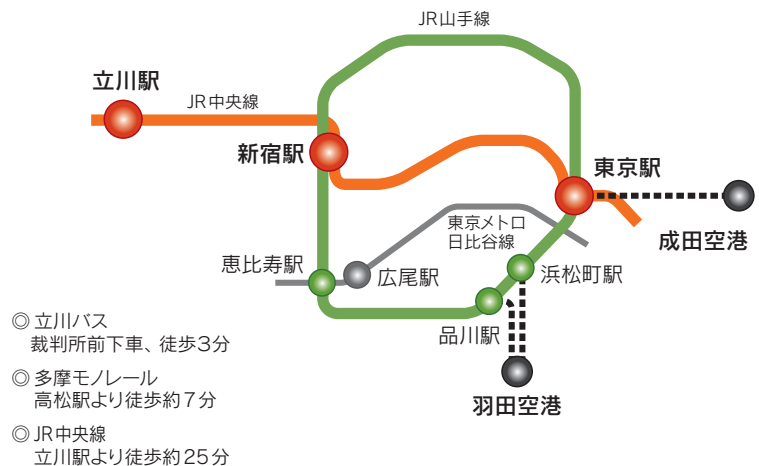 JR山手線
立川駅
JR中央線
新宿駅
東京駅
成田空港
東京メトロ
日比谷線
恵比寿駅
広尾駅
浜松町駅
品川駅
羽田空港
◎ 立川バス
裁判所前下車、徒歩3分
◎ 多摩モノレール
高松駅より徒歩約7分
◎ JR中央線
立川駅より徒歩約25分